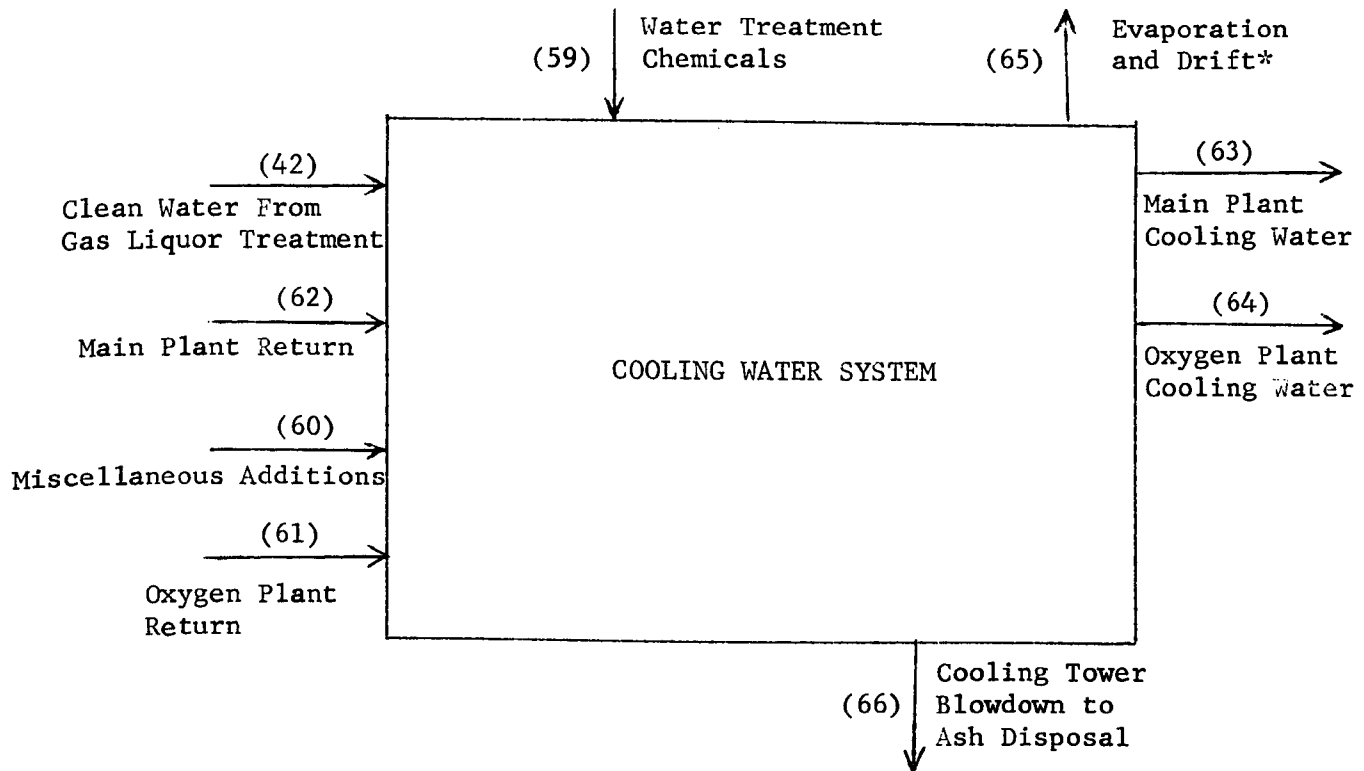 (59)
Water Treatment
Chemicals
(65)
Evaporation
and Drift*
(42)
Clean Water From
Gas Liquor Treatment
(62)
Main Plant Return
(60)
Miscellaneous Additions
(61)
Oxygen Plant
Return
COOLING WATER SYSTEM
(63)
Main Plant
Cooling Water
(64)
Oxygen Plant
Cooling Water
(66)
Cooling Tower
Blowdown to
Ash Disposal